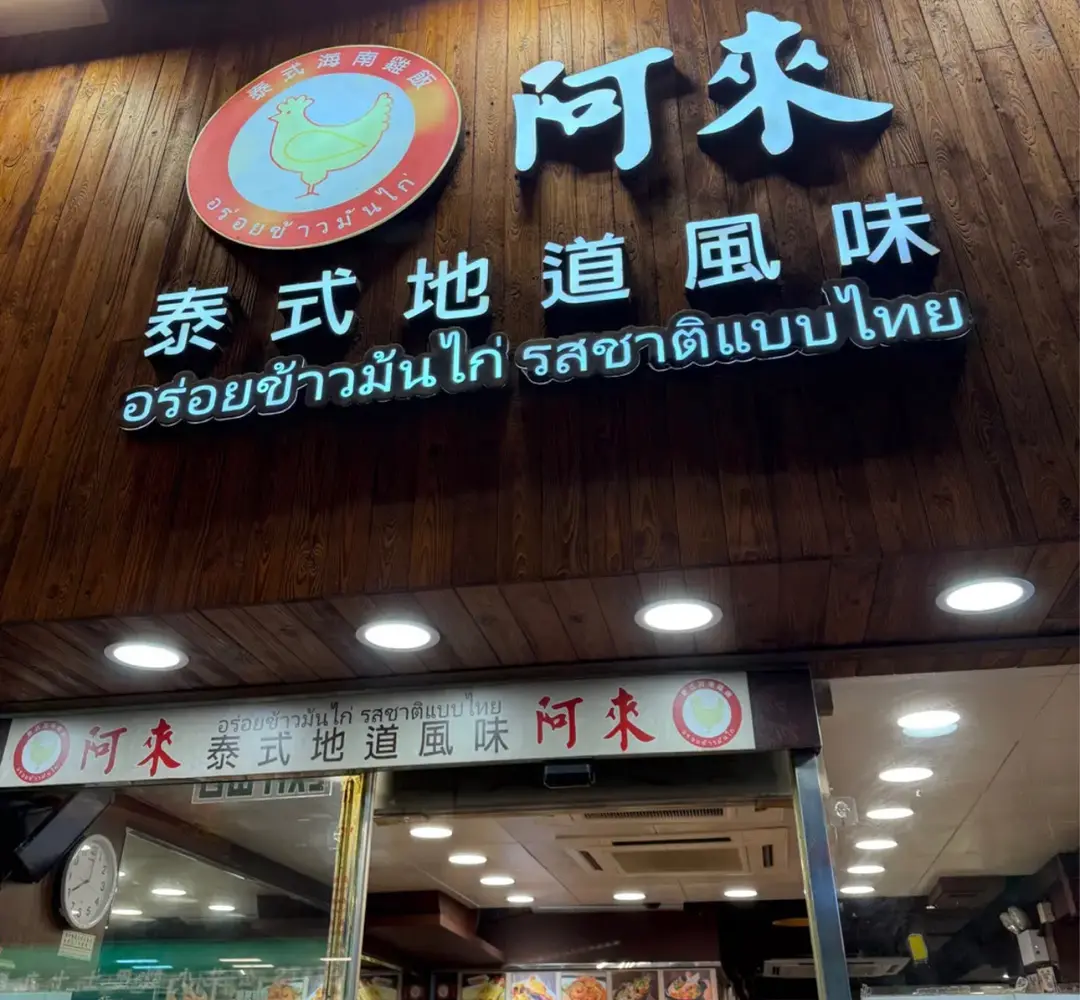 泰式海南雞飯
อร่อยข้าวมันไก่
阿來
泰式地道風味
อร่อยข้าวมันไก่ รสชาติแบบไทย
阿來
อร่อยข้าวมันไก่ รสชาติแบบไทย
泰式地道風味
阿來